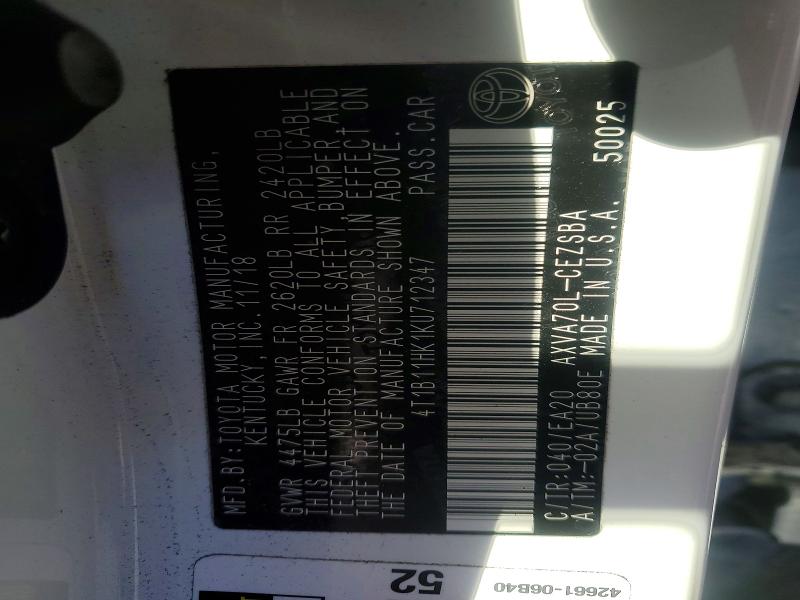 MFD.BY:TOYOTA MOTOR MANUFACTURING,
KENTUCKY, INC. 11/18
GVWR 4475LB GAWR FR 2620LB RR 2420LB
THIS VEHICLE CONFORMS TO ALL APPLICABLE
FEDERAL MOTOR VEHICLE SAFETY, BUMPER, AND
THEFT PREVENTION STANDARDS IN EFFECT ON
THE DATE OF MANUFACTURE SHOWN ABOVE.
4T1B11HK1KU712347 PASS.CAR
C/TR:040/EA20 AXVA70L-CEZSBA
A/TM:-02A/UB80E MADE IN U.S.A. 50025
52
42661-06B40